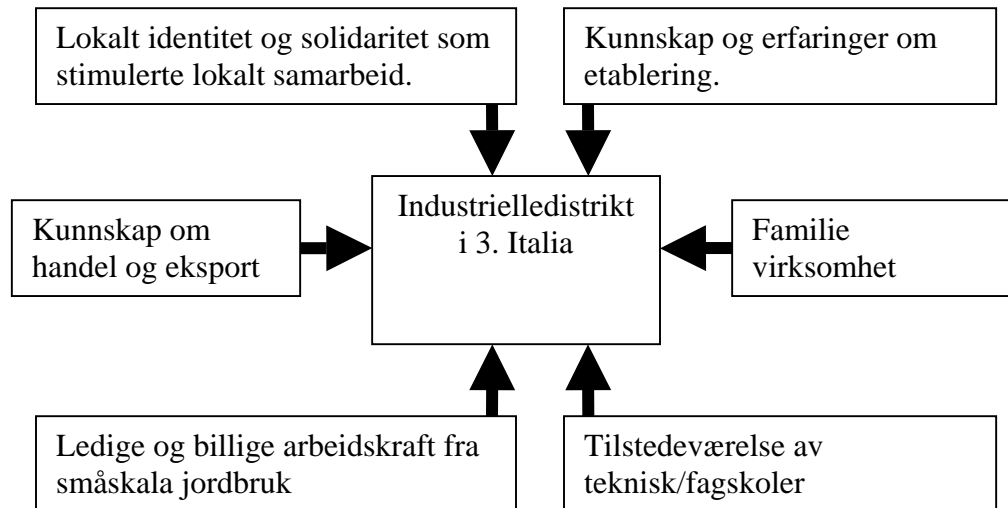 Lokalt identitet og solidaritet som
stimulerte lokalt samarbeid.
Kunnskap og erfaringer om
etablering.
Kunnskap om
handel og eksport
Industrielledistrikt
i 3. Italia
Familie
virksomhet
Ledige og billige arbeidskraft fra
småskala jordbruk
Tilstedeværelse av
teknisk/fagskoler